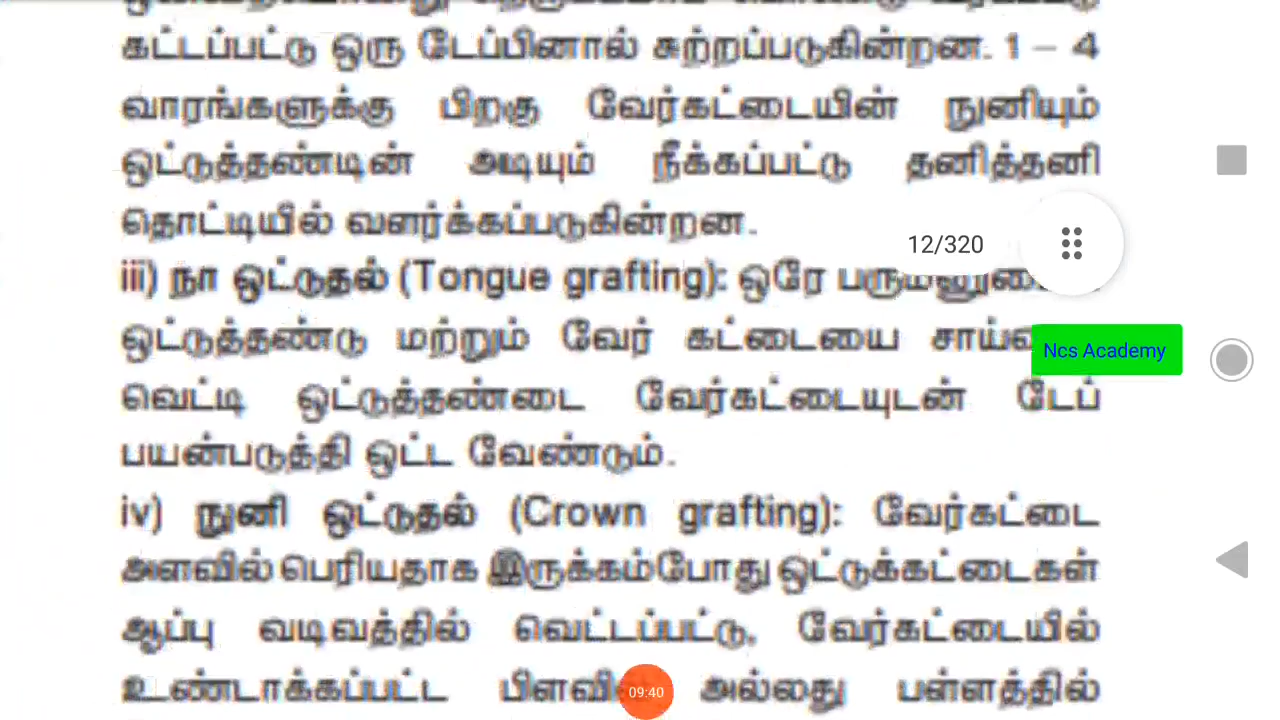 கட்டப்பட்டு ஒரு டேப்பினால் சுற்றப்படுகின்றன. 1 – 4
வாரங்களுக்கு பிறகு வேர்கட்டையின் நுனியும்
ஒட்டுத்தண்டின் அடியும் நீக்கப்பட்டு தனித்தனி
தொட்டியில் வளர்க்கப்படுகின்றன.
12/320
iii) நா ஒட்டுதல் (Tongue grafting): ஒரே
ஒட்டுத்தண்டு மற்றும் வேர் கட்டையை
Ncs Academy
வெட்டி ஒட்டுத்தண்டை வேர்கட்டையுடன் டேப்
பயன்படுத்தி ஒட்ட வேண்டும்.
iv) நுனி ஒட்டுதல் (Crown grafting): வேர்கட்டை
அளவில் பெரியதாக இருக்கம்போது ஒட்டுக்கட்டைகள்
ஆப்பு வடிவத்தில் வெட்டப்பட்டு, வேர்கட்டையில்
உண்டாக்கப்பட்ட அல்லது பள்ளத்தில்
09:40